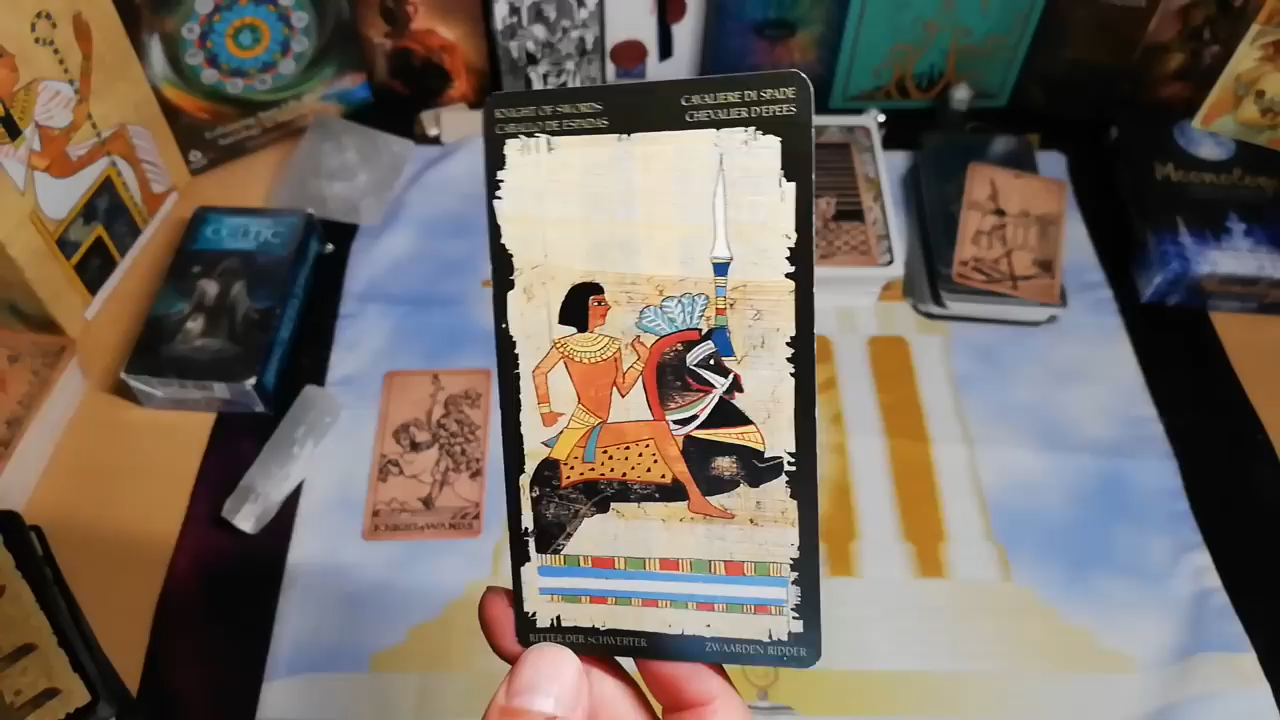 KNIGHT OF SWORDS
CABALLO DE ESPADAS
CAVALIERE DI SPADE
CHEVALIER D'EPEES
RITTER DER SCHWERTER
ZWAARDEN RIDDER
KNIGHT of WANDS
CELTIC